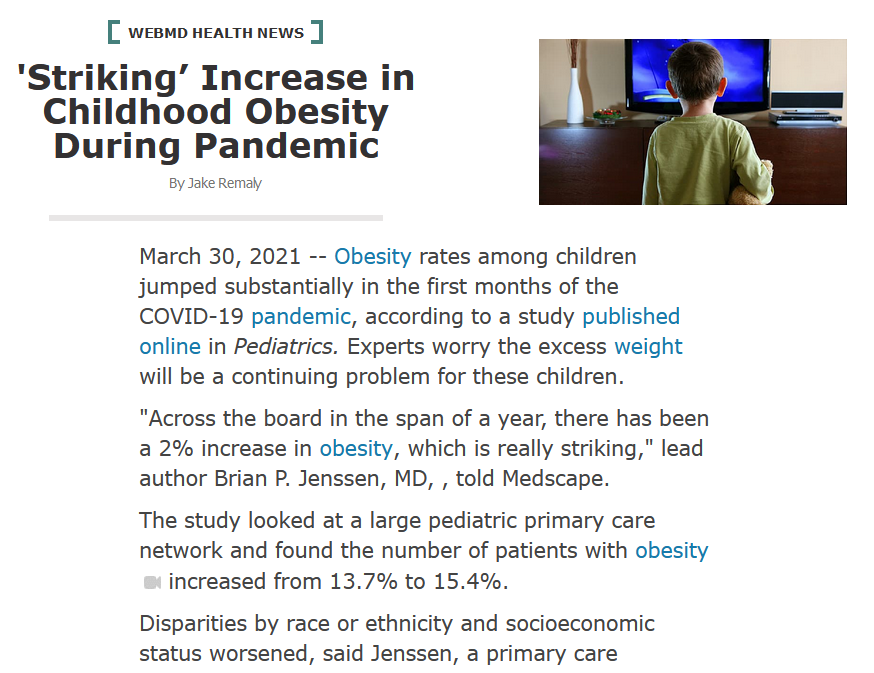 WEBMD HEALTH NEWS
'Striking’ Increase in
Childhood Obesity
During Pandemic
By Jake Remaly
March 30, 2021 -- Obesity rates among children
jumped substantially in the first months of the
COVID-19 pandemic, according to a study published
online in Pediatrics. Experts worry the excess weight
will be a continuing problem for these children.
"Across the board in the span of a year, there has been
a 2% increase in obesity, which is really striking," lead
author Brian P. Jenssen, MD, , told Medscape.
The study looked at a large pediatric primary care
network and found the number of patients with obesity
increased from 13.7% to 15.4%.
Disparities by race or ethnicity and socioeconomic
status worsened, said Jenssen, a primary care